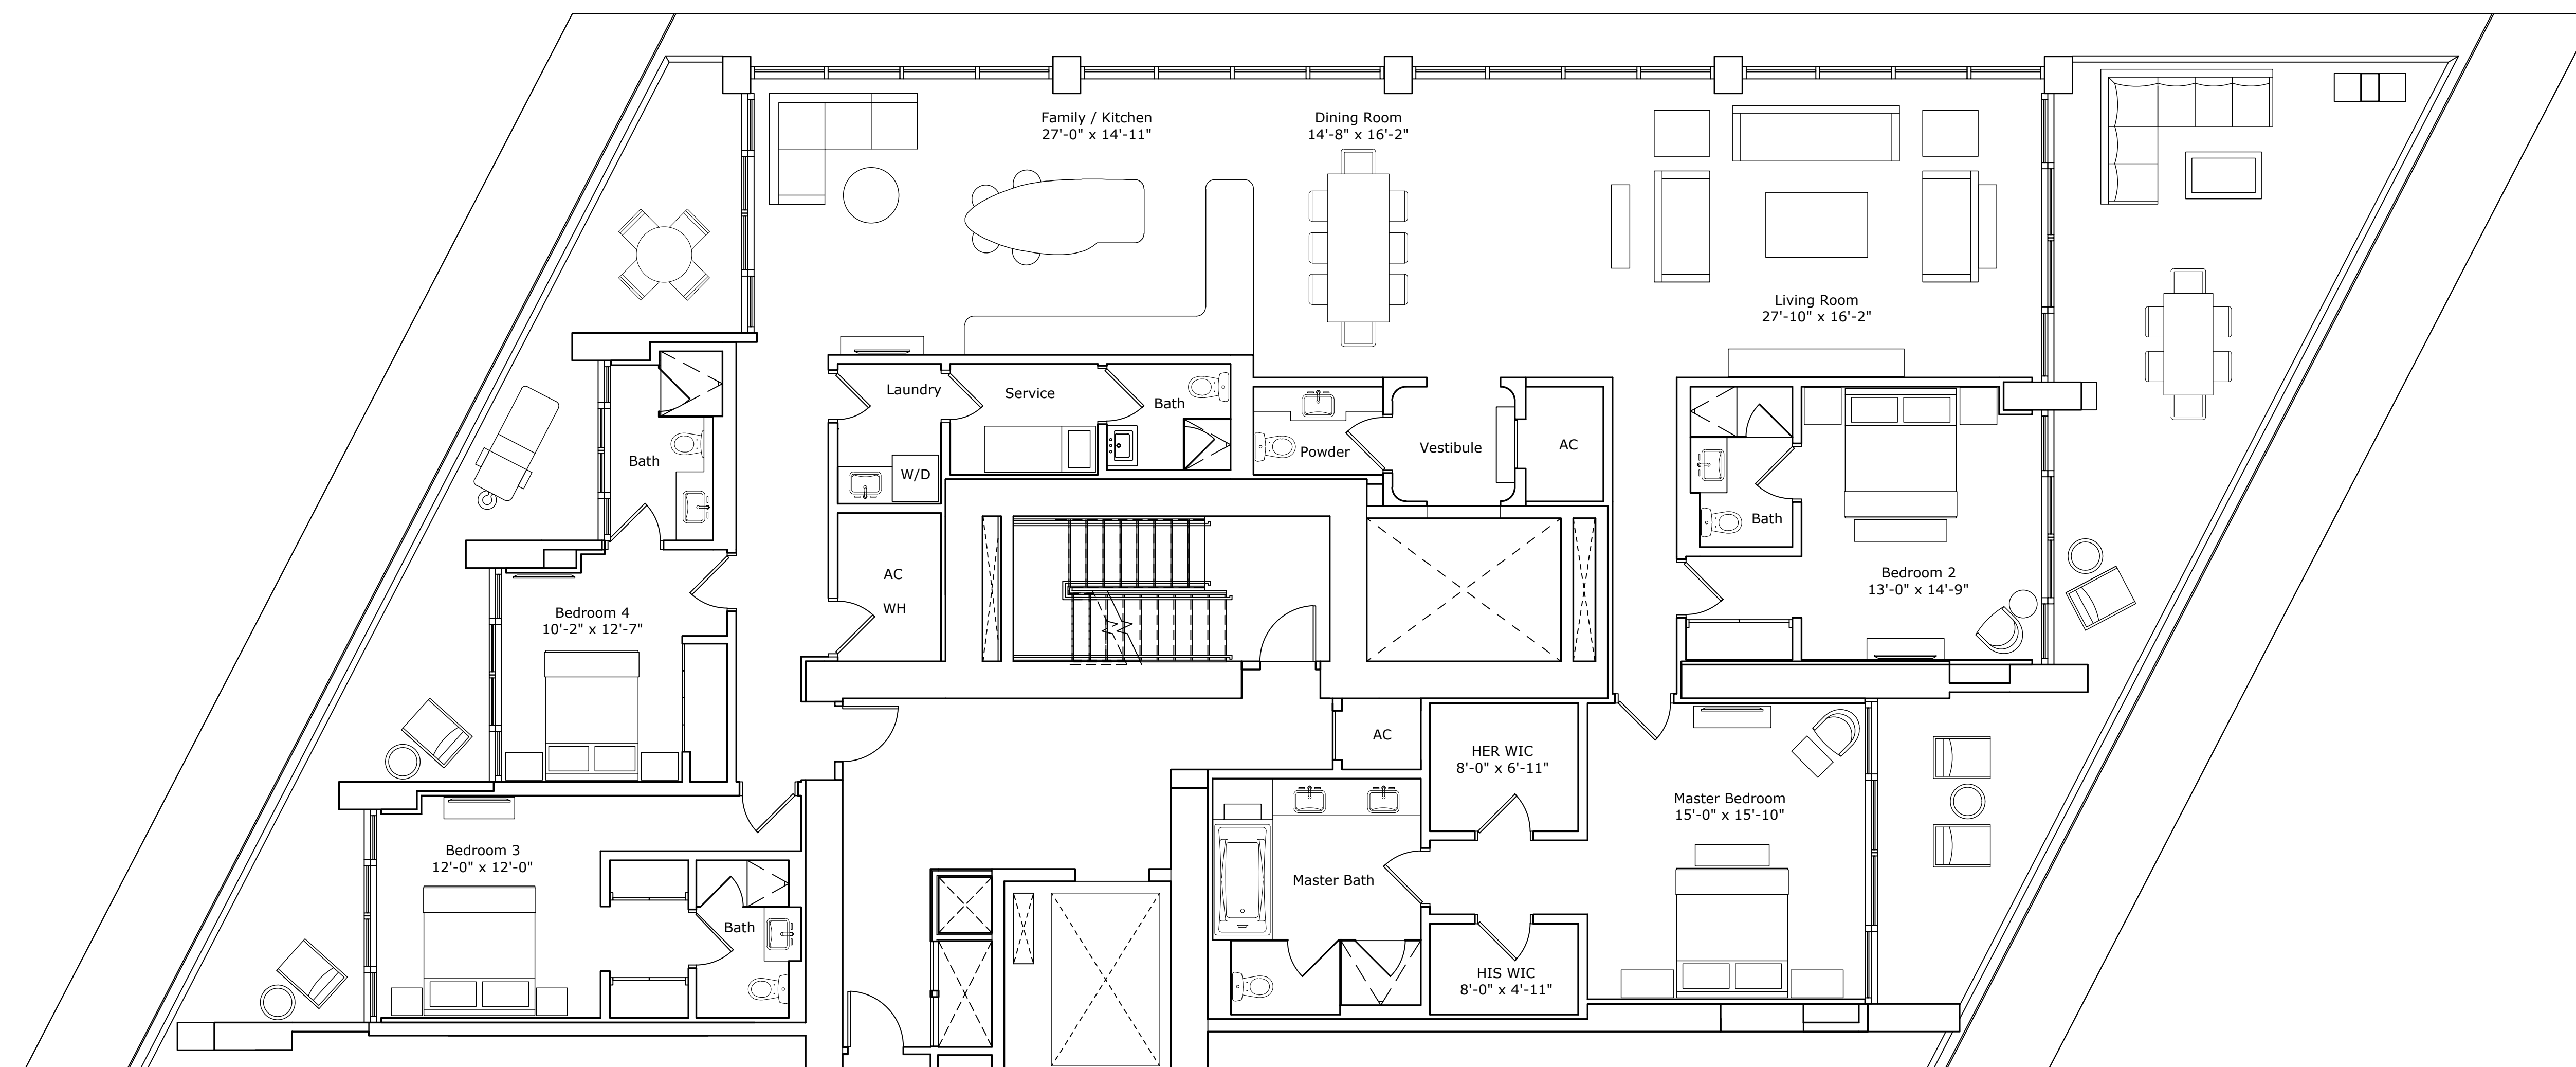 Family / Kitchen
27'-0" x 14'-11"
Dining Room
14'-8" x 16'-2"
Living Room
27'-10" x 16'-2"
Laundry
Service
Bath
W/D
Powder
Vestibule
AC
Bath
Bath
Bedroom 2
13'-0" x 14'-9"
AC
WH
Bedroom 4
10'-2" x 12'-7"
AC
HER WIC
8'-0" x 6'-11"
Master Bedroom
15'-0" x 15'-10"
Bedroom 3
12'-0" x 12'-0"
Master Bath
Bath
HIS WIC
8'-0" x 4'-11"